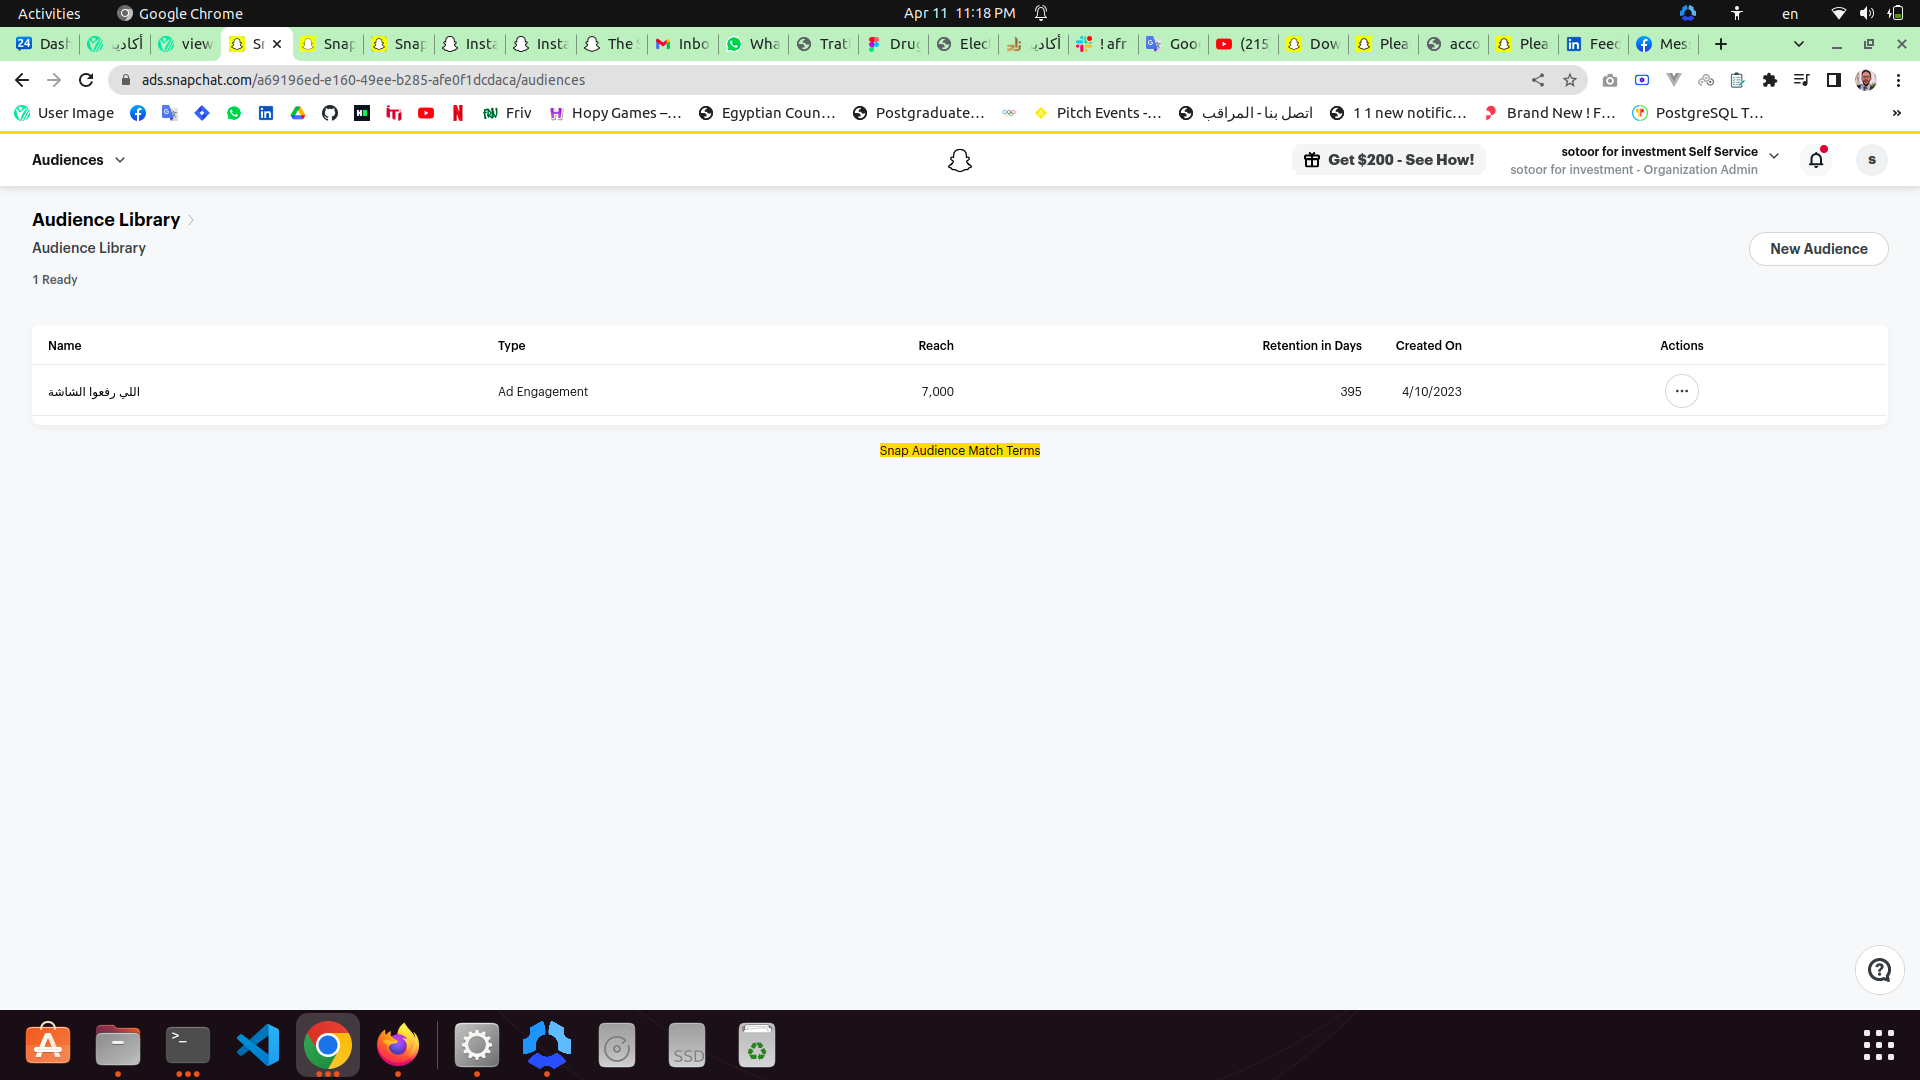 Activities
Google Chrome
Apr 11 11:18 PM
en
24 Dash
أكادي
view
Sn
Snap
Snap
Insta
Insta
The S
Inbo
Wha
Trat
Drug
Elec
أكادي
! afr
Goo
(215
Dow
Plea
acco
Plea
Feed
Mess
ads.snapchat.com/a69196ed-e160-49ee-b285-afe0f1dcdaca/audiences
User Image
Friv
Hopy Games –...
Egyptian Coun...
Postgraduate...
Pitch Events -...
اتصل بنا - المراقب
1 1 new notific...
Brand New ! F...
PostgreSQL T...
»
Audiences
Get $200 - See How!
sotoor for investment Self Service
sotoor for investment - Organization Admin
s
Audience Library
Audience Library
New Audience
1 Ready
Name Type Reach Retention in Days Created On Actions
اللي رفعوا الشاشة Ad Engagement 7,000 395 4/10/2023
Snap Audience Match Terms
SSD